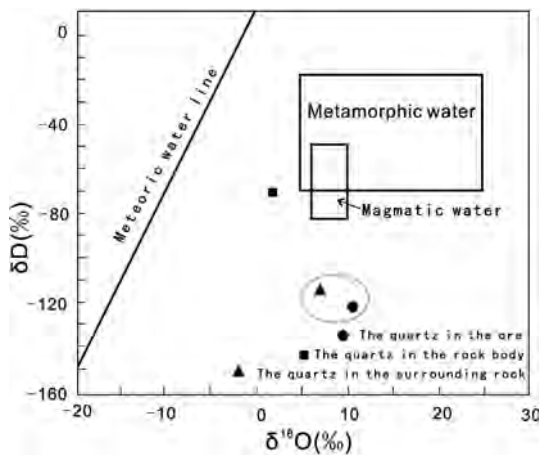 0
-40
-80
-120
-160
δD(‰)
Meteoric water line
Metamorphic water
Magmatic water
The quartz in the ore
The quartz in the rock body
The quartz in the surrounding rock
-20
-10
0
10
20
30
δ¹⁸O(‰)